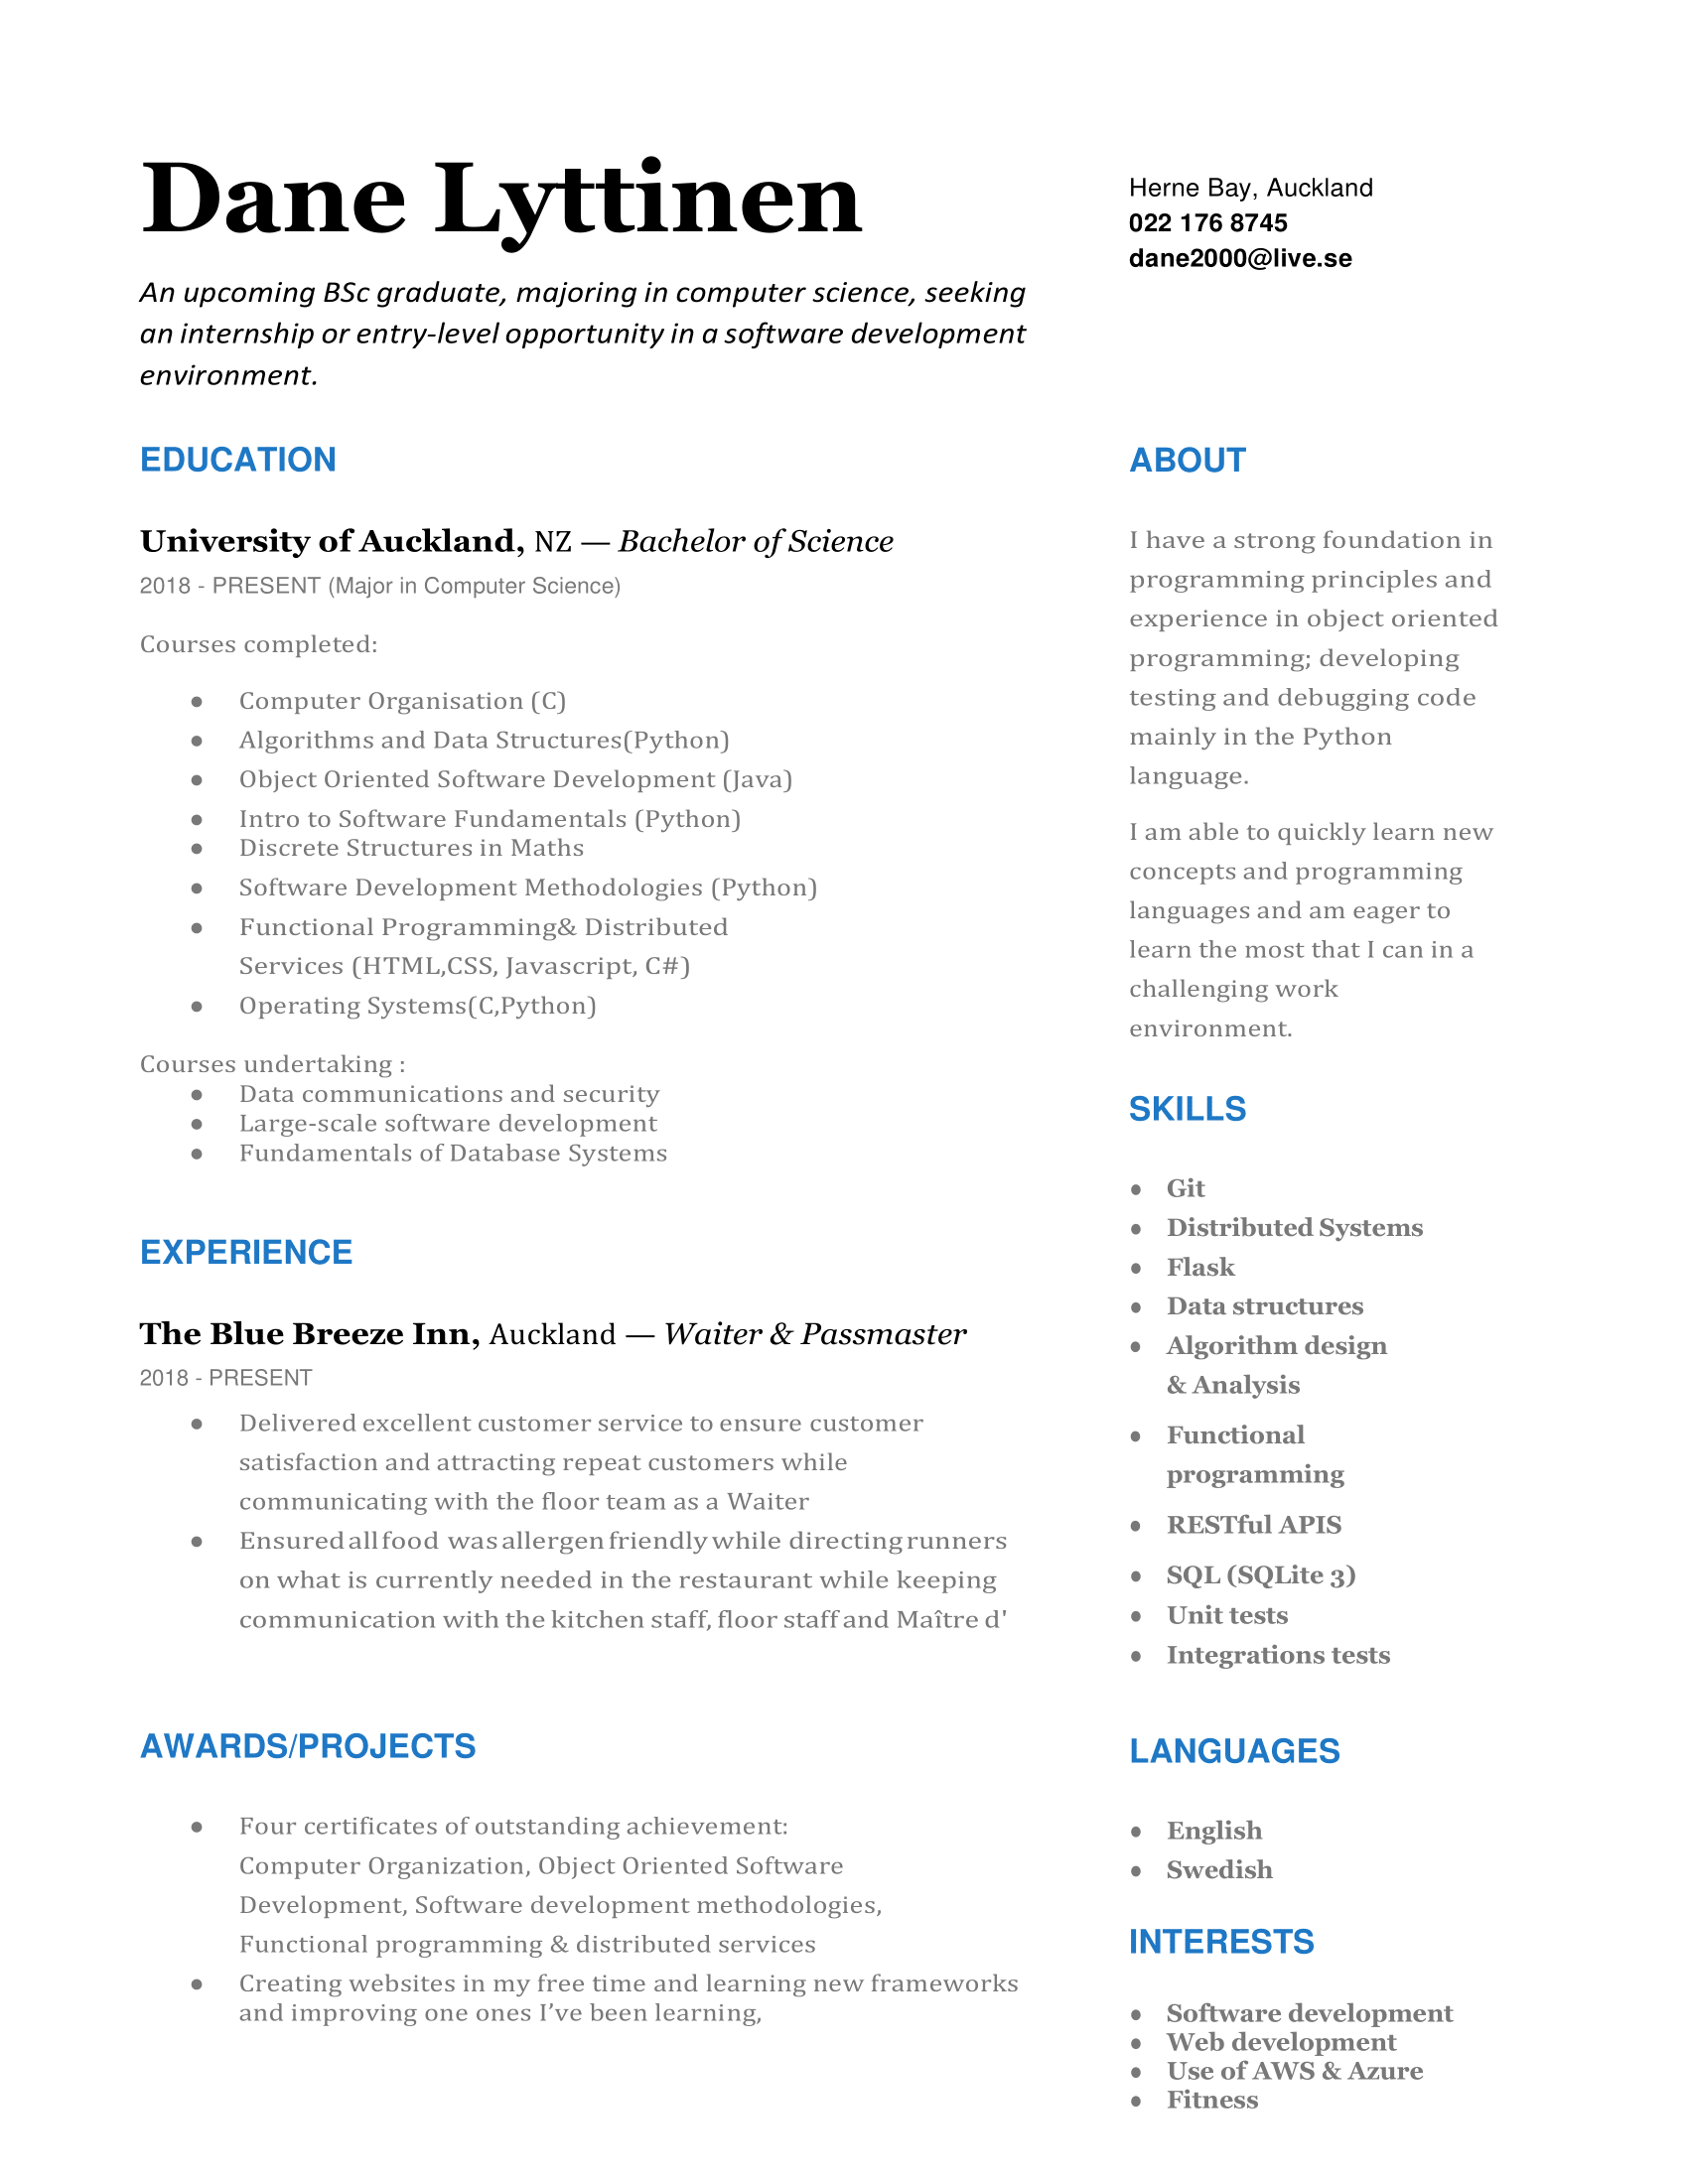 Dane Lyttinen
An upcoming BSc graduate, majoring in computer science, seeking
an internship or entry-level opportunity in a software development
environment.
Herne Bay, Auckland
022 176 8745
dane2000@live.se
EDUCATION
University of Auckland, NZ — Bachelor of Science
2018 - PRESENT (Major in Computer Science)
Courses completed:
● Computer Organisation (C)
● Algorithms and Data Structures(Python)
● Object Oriented Software Development (Java)
● Intro to Software Fundamentals (Python)
● Discrete Structures in Maths
● Software Development Methodologies (Python)
● Functional Programming& Distributed
Services (HTML,CSS, Javascript, C#)
● Operating Systems(C,Python)
Courses undertaking :
● Data communications and security
● Large-scale software development
● Fundamentals of Database Systems
EXPERIENCE
The Blue Breeze Inn, Auckland — Waiter & Passmaster
2018 - PRESENT
● Delivered excellent customer service to ensure customer
satisfaction and attracting repeat customers while
communicating with the floor team as a Waiter
● Ensured all food was allergen friendly while directing runners
on what is currently needed in the restaurant while keeping
communication with the kitchen staff, floor staff and Maître d'
AWARDS/PROJECTS
● Four certificates of outstanding achievement:
Computer Organization, Object Oriented Software
Development, Software development methodologies,
Functional programming & distributed services
● Creating websites in my free time and learning new frameworks
and improving one ones I’ve been learning,
ABOUT
I have a strong foundation in
programming principles and
experience in object oriented
programming; developing
testing and debugging code
mainly in the Python
language.
I am able to quickly learn new
concepts and programming
languages and am eager to
learn the most that I can in a
challenging work
environment.
SKILLS
● Git
● Distributed Systems
● Flask
● Data structures
● Algorithm design
& Analysis
● Functional
programming
● RESTful APIS
● SQL (SQLite 3)
● Unit tests
● Integrations tests
LANGUAGES
● English
● Swedish
INTERESTS
● Software development
● Web development
● Use of AWS & Azure
● Fitness